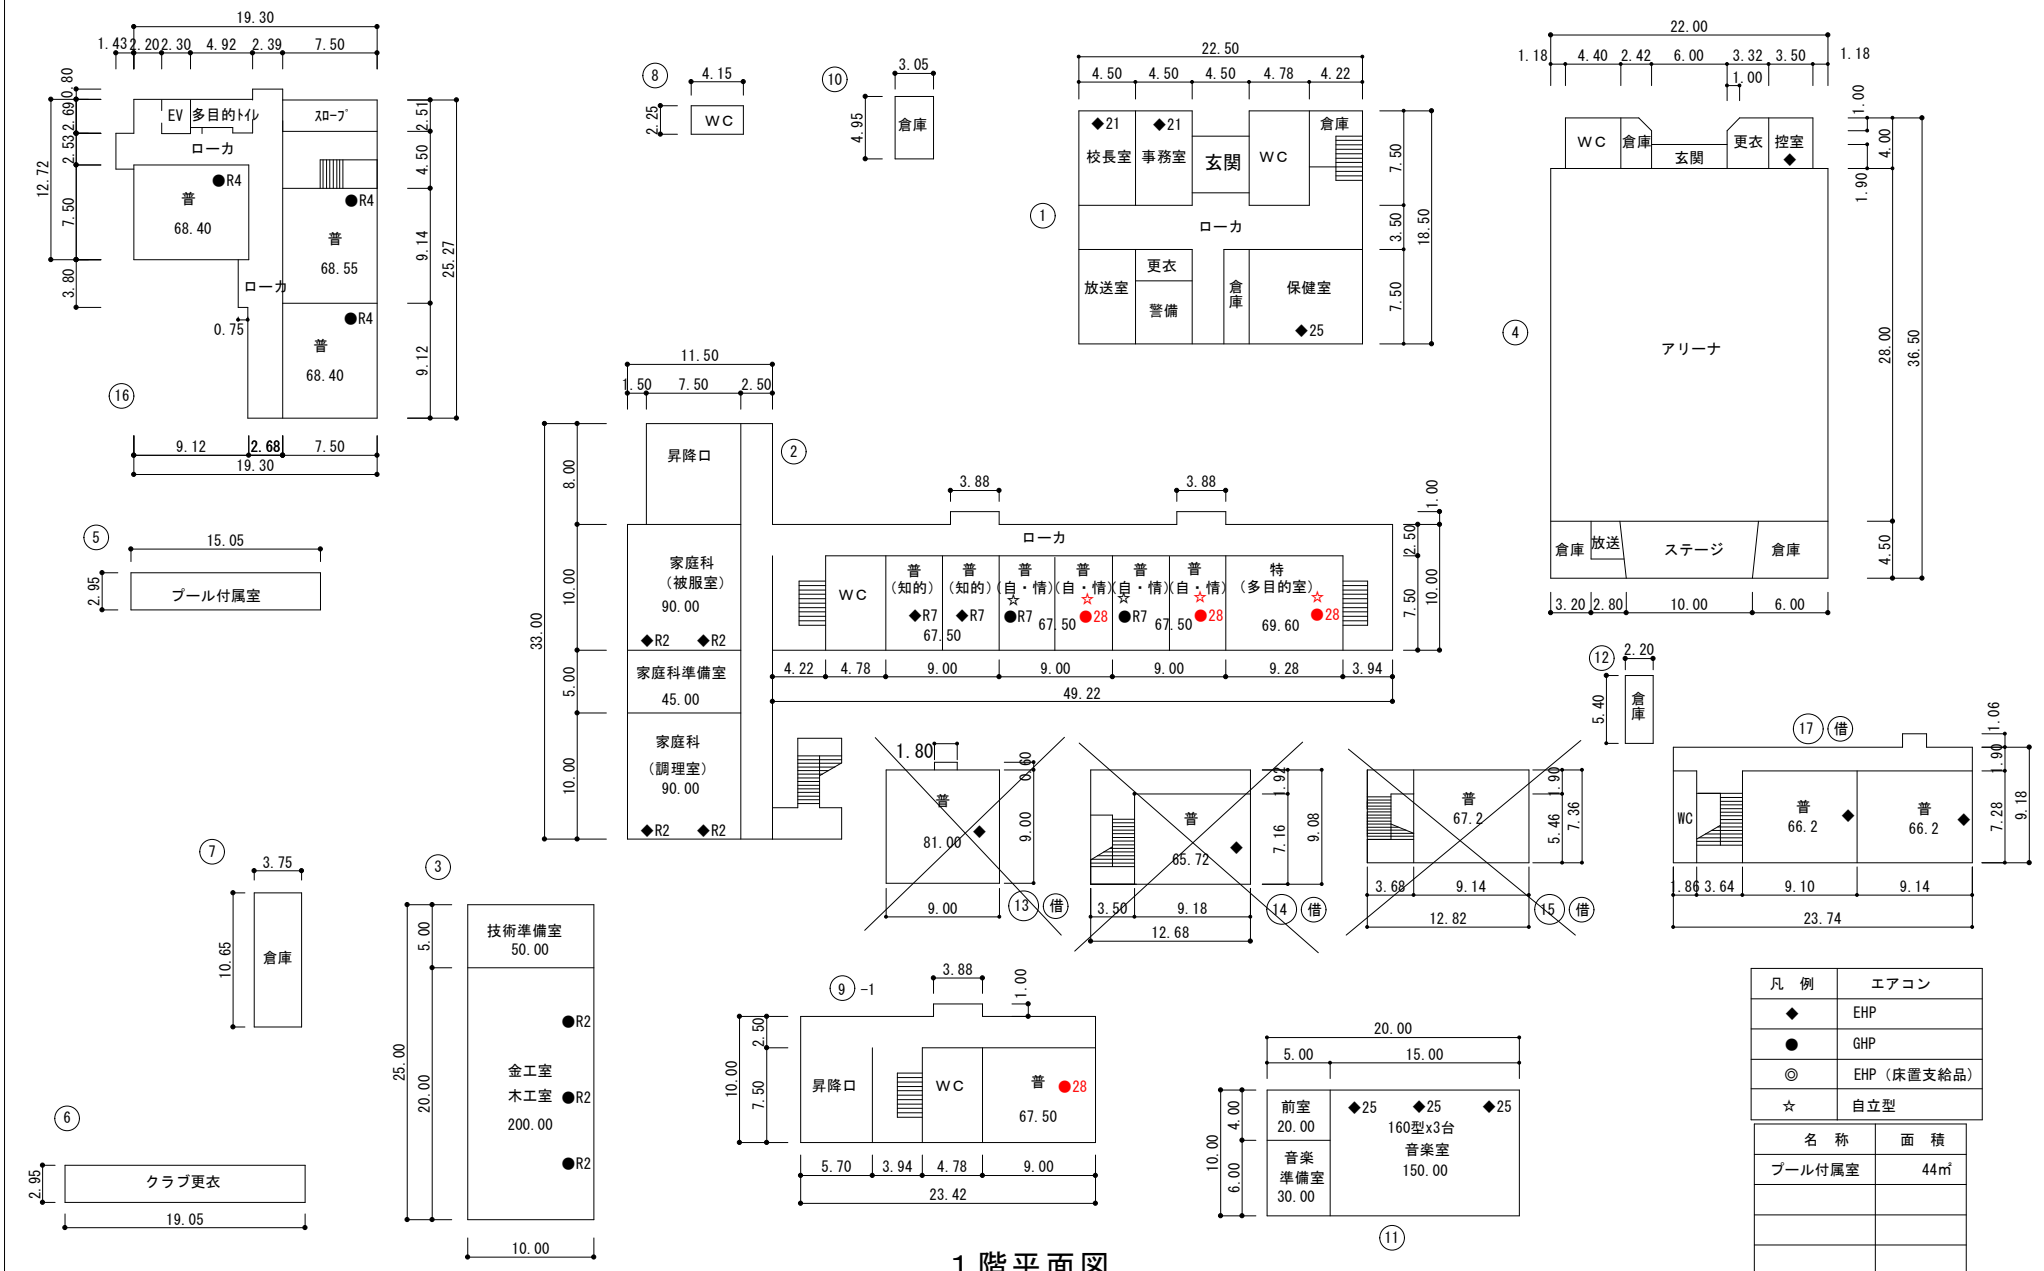 19.30
1.43 2.20 2.30 4.92 2.39 7.50
0.80
2.69
2.53
12.72
7.50
3.80
EV 多目的トイレ スロープ
ローカ
●R4
普
68.40
●R4
普
68.55
ローカ
●R4
普
68.40
0.75
2.51
4.50
9.14
25.27
9.12
⑯
9.12 2.68 7.50
19.30
⑧
4.15
2.25
WC
⑩
3.05
4.95
倉庫
①
22.50
4.50 4.50 4.50 4.78 4.22
◆21 ◆21 倉庫
校長室 事務室 玄関 WC
ローカ
放送室 更衣 倉庫 保健室
警備
◆25
7.50
3.50
18.50
7.50
④
22.00
1.18 4.40 2.42 6.00 3.32 3.50 1.18
1.00
WC 倉庫 玄関 更衣 控室
◆
1.00
4.00
1.90
アリーナ
28.00
36.50
倉庫 放送 ステージ 倉庫
4.50
3.20 2.80 10.00 6.00
②
11.50
1.50 7.50 2.50
昇降口
8.00
33.00
10.00
5.00
10.00
家庭科
(被服室)
90.00
◆R2 ◆R2
家庭科準備室
45.00
家庭科
(調理室)
90.00
◆R2 ◆R2
3.88 3.88
1.00
ローカ
2.50
7.50
10.00
WC
普 普 普 普 普 普 特
(知的) (知的) (自・情) (自・情) (自・情) (自・情) (多目的室)
☆ ☆ ☆ ☆ ☆
◆R7 ◆R7 ●R7 ●28 ●R7 ●28 ●28
67.50 67.50 67.50 69.60
4.22 4.78 9.00 9.00 9.00 9.28 3.94
49.22
⑤
15.05
2.95
プール付属室
⑫
2.20
5.40
倉庫
1.80
0.60
普
◆
81.00
9.00
9.00
⑬ 借
1.92
普
◆
65.72
7.16
9.08
3.50 9.18
12.68
⑭ 借
普
67.2
1.90
5.46
7.36
3.68 9.14
12.82
⑮ 借
⑰ 借
1.06
1.90
7.28
9.18
WC
普 ◆ 普 ◆
66.2 66.2
1.86 3.64 9.10 9.14
23.74
⑦
3.75
10.65
倉庫
③
5.00
25.00
20.00
技術準備室
50.00
●R2
金工室
木工室 ●R2
200.00
●R2
10.00
⑥
2.95
クラブ更衣
19.05
⑨ -1
3.88
1.00
2.50
10.00
7.50
昇降口 WC 普 ●28
67.50
5.70 3.94 4.78 9.00
23.42
20.00
5.00 15.00
4.00
10.00
6.00
前室
20.00
音楽
準備室
30.00
◆25 ◆25 ◆25
160型x3台
音楽室
150.00
⑪
凡 例 エアコン
◆ EHP
● GHP
◎ EHP (床置支給品)
☆ 自立型
名 称 面 積
プール付属室 44㎡
1階平面図